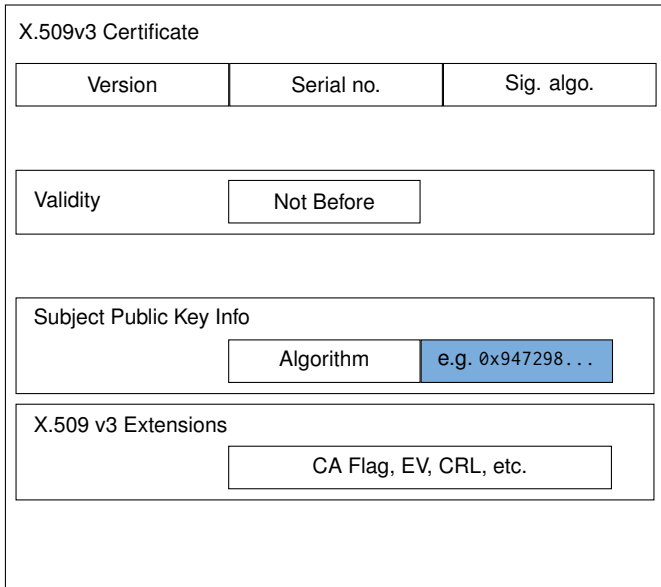 X.509v3 Certificate
Version Serial no. Sig. algo.
Validity Not Before
Subject Public Key Info
Algorithm e.g. 0x947298...
X.509 v3 Extensions
CA Flag, EV, CRL, etc.